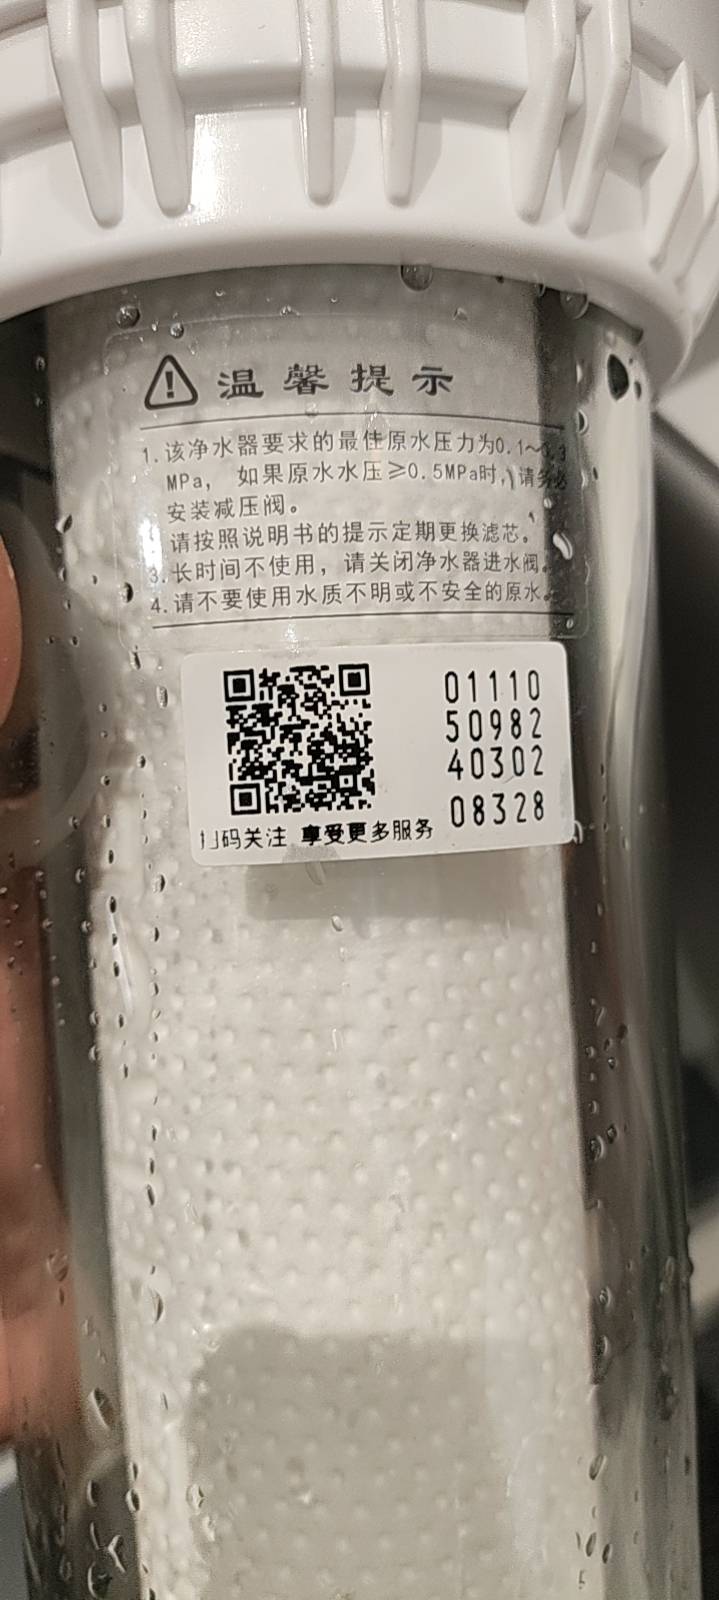 温馨提示
1.该净水器要求的最佳原水压力为0.1~0.3
MPa， 如果原水水压≥0.5MPa时，请务必
安装减压阀。
请按照说明书的提示定期更换滤芯。
3.长时间不使用，请关闭净水器进水阀。
4.请不要使用水质不明或不安全的原水。
01110
50982
40302
08328
码关注 享受更多服务